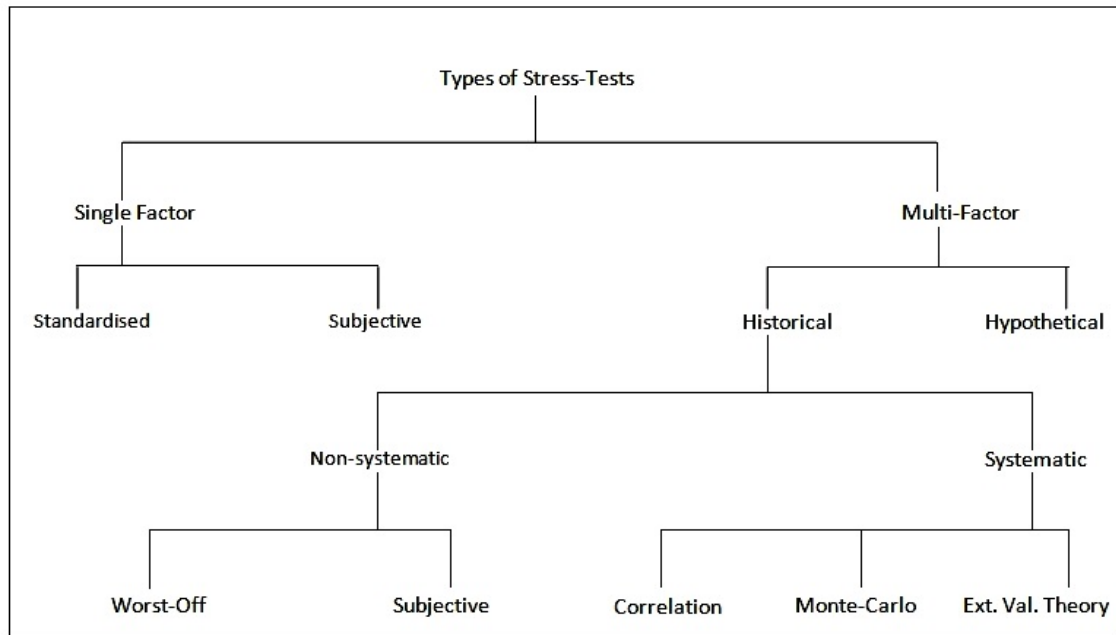 Types of Stress-Tests
Single Factor
Multi-Factor
Standardised
Subjective
Historical
Hypothetical
Non-systematic
Systematic
Worst-Off
Subjective
Correlation
Monte-Carlo
Ext. Val. Theory